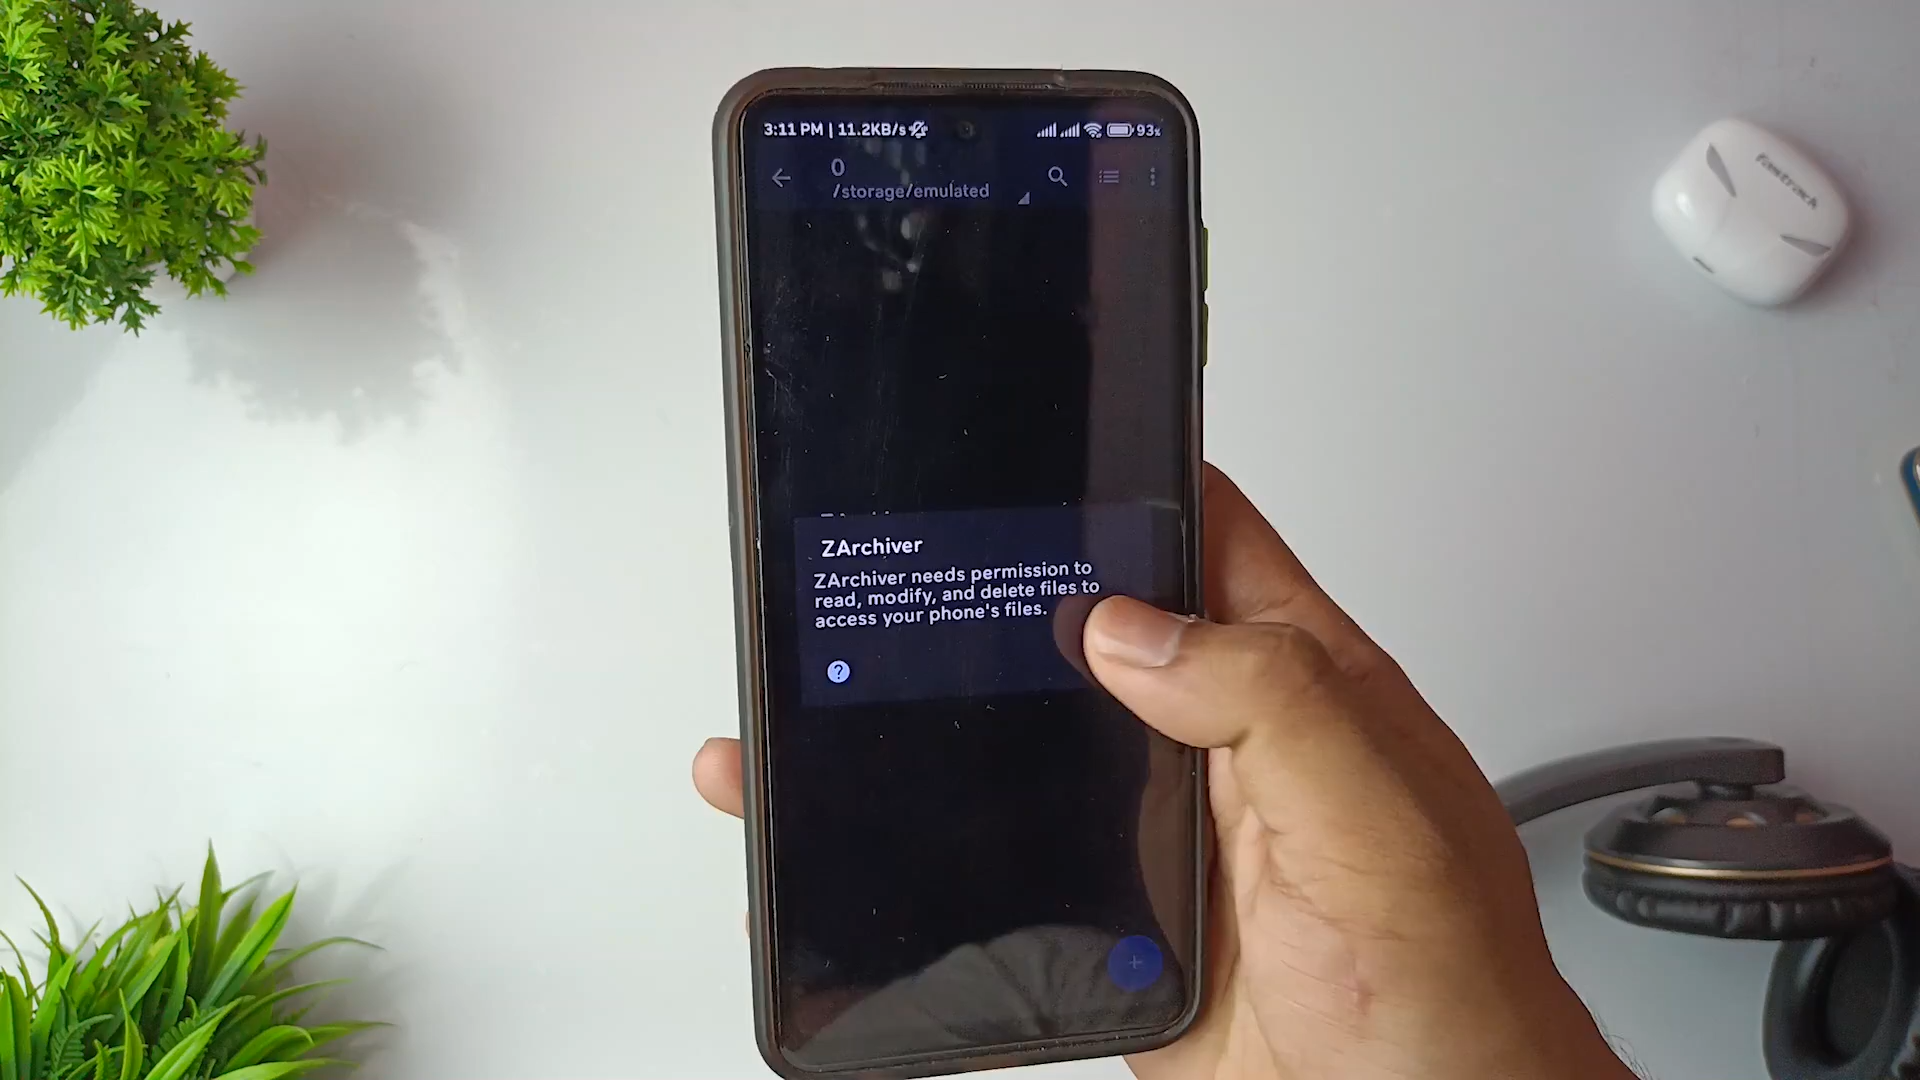 3:11 PM | 11.2KB/s
93%
0
/storage/emulated
ZArchiver
ZArchiver needs permission to
read, modify, and delete files to
access your phone's files.
?
+
Fastrack